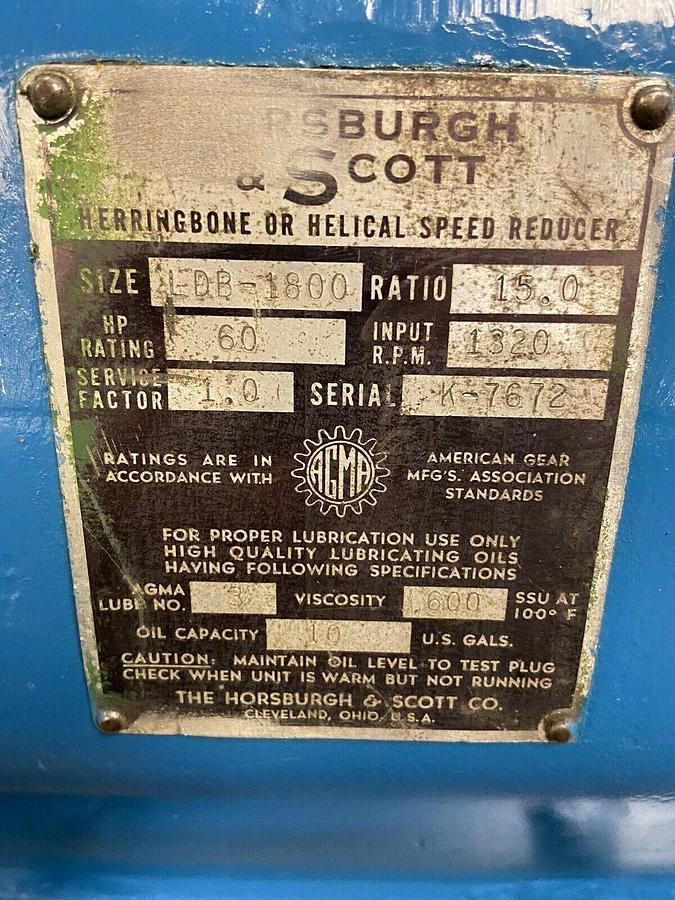 RSBURGH
& SCOTT
HERRINGBONE OR HELICAL SPEED REDUCER
SIZE LDB-1800 RATIO 15.0
HP RATING 60 INPUT R.P.M. 1320
SERVICE FACTOR 1.0 SERIAL K-7672
RATINGS ARE IN ACCORDANCE WITH AGMA AMERICAN GEAR MFG'S. ASSOCIATION STANDARDS
FOR PROPER LUBRICATION USE ONLY
HIGH QUALITY LUBRICATING OILS
HAVING FOLLOWING SPECIFICATIONS
AGMA LUBE NO. 3 VISCOSITY 600 SSU AT 100° F
OIL CAPACITY 10 U.S. GALS.
CAUTION: MAINTAIN OIL LEVEL TO TEST PLUG
CHECK WHEN UNIT IS WARM BUT NOT RUNNING
THE HORSBURGH & SCOTT CO.
CLEVELAND, OHIO, U.S.A.